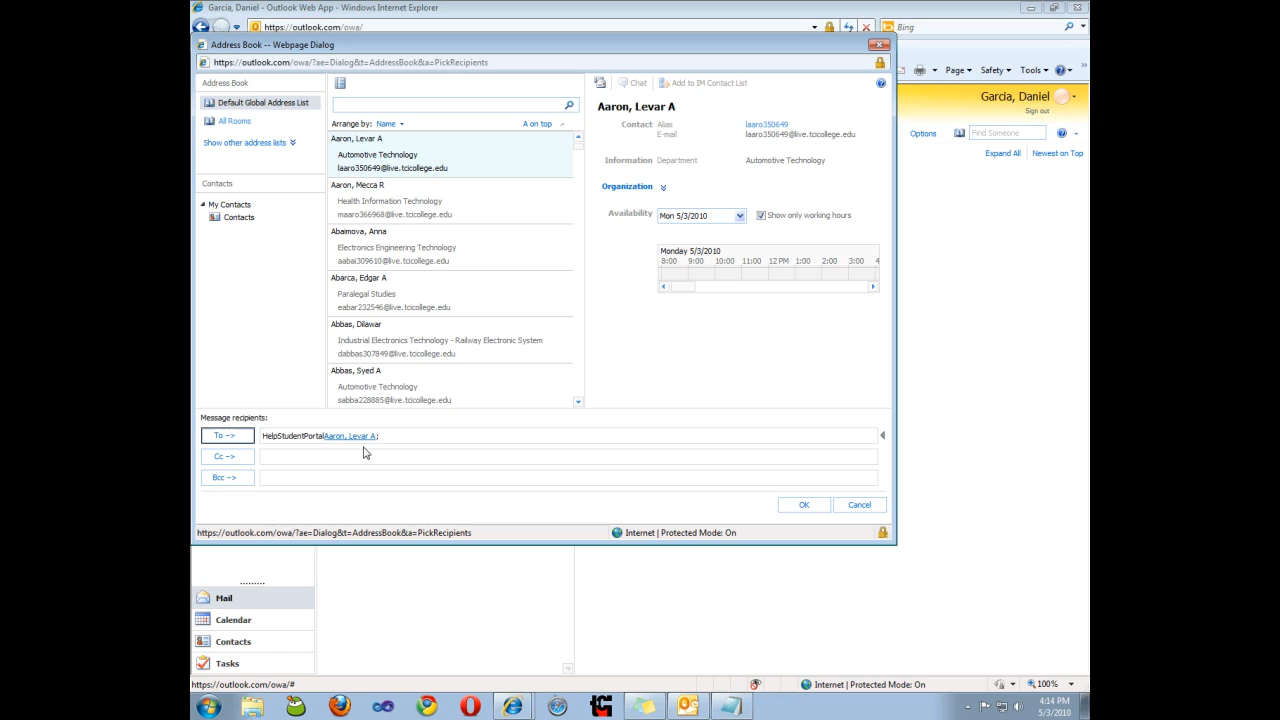 Garcia, Daniel - Outlook Web App - Windows Internet Explorer
https://outlook.com/owa/
Bing
Address Book -- Webpage Dialog
https://outlook.com/owa/?ae=Dialog&t=AddressBook&a=PickRecipients
Page
Safety
Tools
Address Book
Default Global Address List
All Rooms
Show other address lists
Contacts
My Contacts
Contacts
Arrange by: Name
A on top
Aaron, Levar A
Automotive Technology
laaro350649@live.tcicollege.edu
Aaron, Mecca R
Health Information Technology
maaro366968@live.tcicollege.edu
Abaimova, Anna
Electronics Engineering Technology
aabai309610@live.tcicollege.edu
Abarca, Edgar A
Paralegal Studies
eabar232546@live.tcicollege.edu
Abbas, Dilawar
Industrial Electronics Technology - Railway Electronic System
dabbas307849@live.tcicollege.edu
Abbas, Syed A
Automotive Technology
sabba228885@live.tcicollege.edu
Chat
Add to IM Contact List
Aaron, Levar A
Contact Alias laaro350649
E-mail laaro350649@live.tcicollege.edu
Information Department Automotive Technology
Organization
Availability Mon 5/3/2010 Show only working hours
Monday 5/3/2010
8:00 9:00 10:00 11:00 12 PM 1:00 2:00 3:00 4
Garcia, Daniel
Sign out
Options
Find Someone
Expand All
Newest on Top
Message recipients:
To -> HelpStudentPortalAaron, Levar A;
Cc ->
Bcc ->
OK
Cancel
https://outlook.com/owa/?ae=Dialog&t=AddressBook&a=PickRecipients
Internet | Protected Mode: On
Mail
Calendar
Contacts
Tasks
https://outlook.com/owa/#
Internet | Protected Mode: On
100%
4:14 PM
5/3/2010